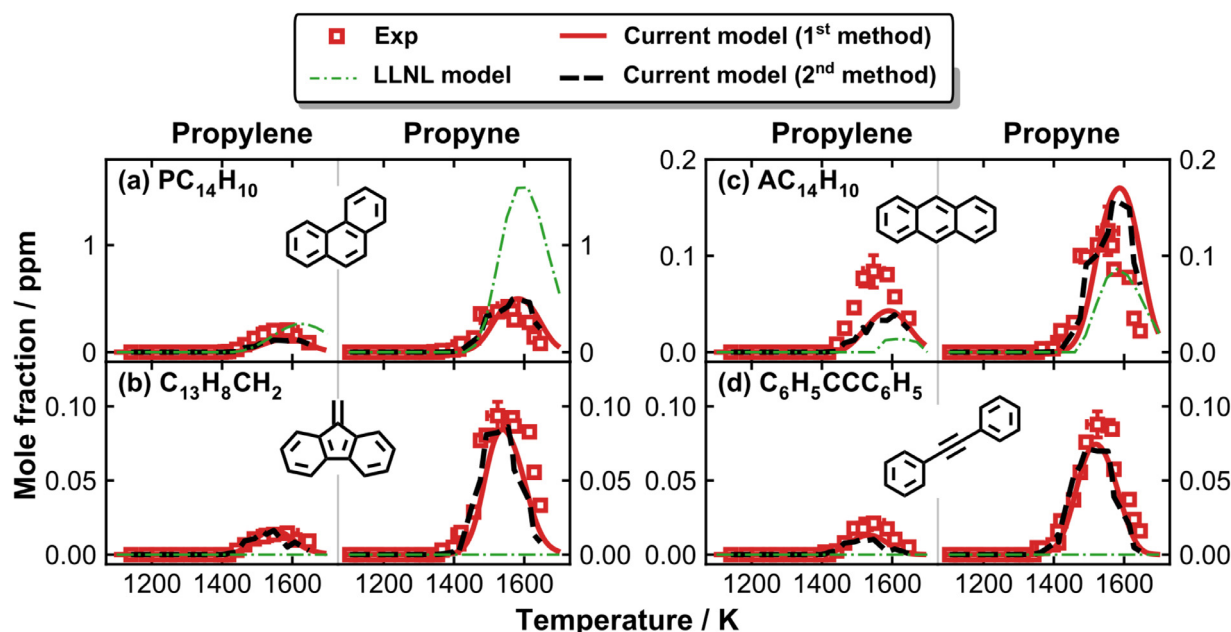 Exp
Current model (1st method)
LLNL model
Current model (2nd method)
Propylene
Propyne
Propylene
Propyne
(a) PC14H10
(c) AC14H10
1
0
1
0
0.2
0.1
0.0
0.2
0.1
0.0
(b) C13H8CH2
(d) C6H5CCC6H5
0.10
0.05
0.00
0.10
0.05
0.00
0.10
0.05
0.00
0.10
0.05
0.00
1200 1400 1600 1200 1400 1600
1200 1400 1600 1200 1400 1600
Mole fraction / ppm
Temperature / K